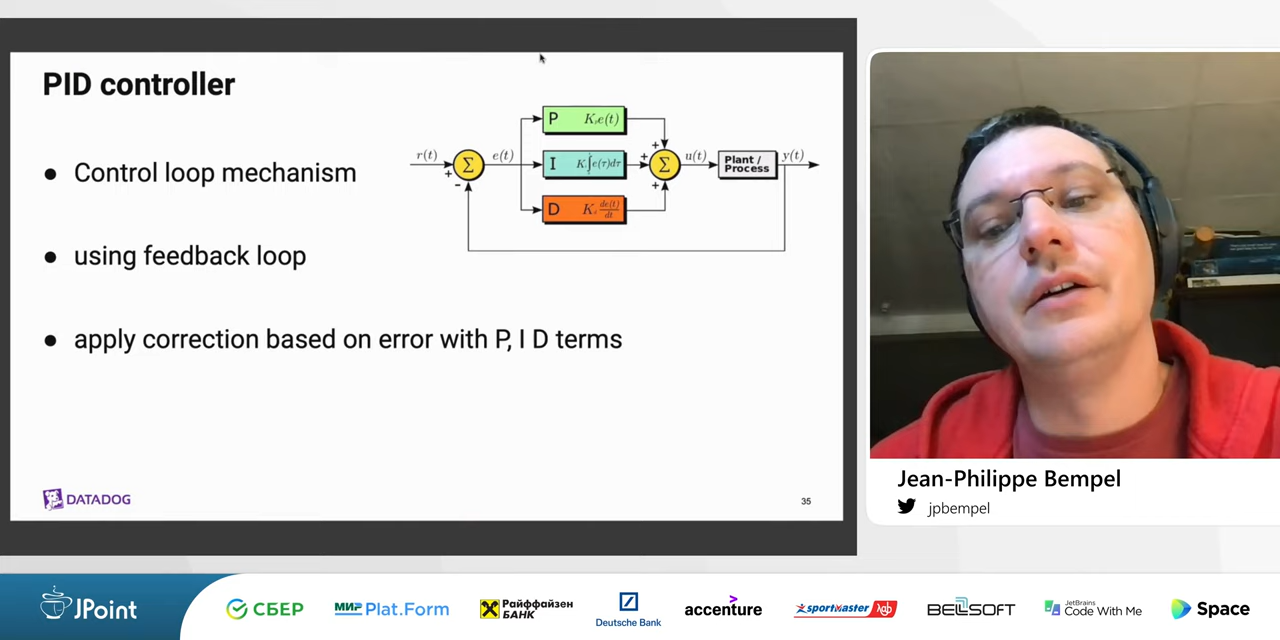 PID controller
● Control loop mechanism
● using feedback loop
● apply correction based on error with P, I D terms
r(t)
+
-
Σ
e(t)
P
I
D
+
+
+
Σ
u(t)
Plant /
Process
y(t)
DATADOG
35
Jean-Philippe Bempel
jpbempel
JPoint
СБЕР
МИР Plat.Form
Райффайзен
БАНК
Deutsche Bank
accenture
sportmaster lab
BELLSOFT
JetBrains
Code With Me
Space